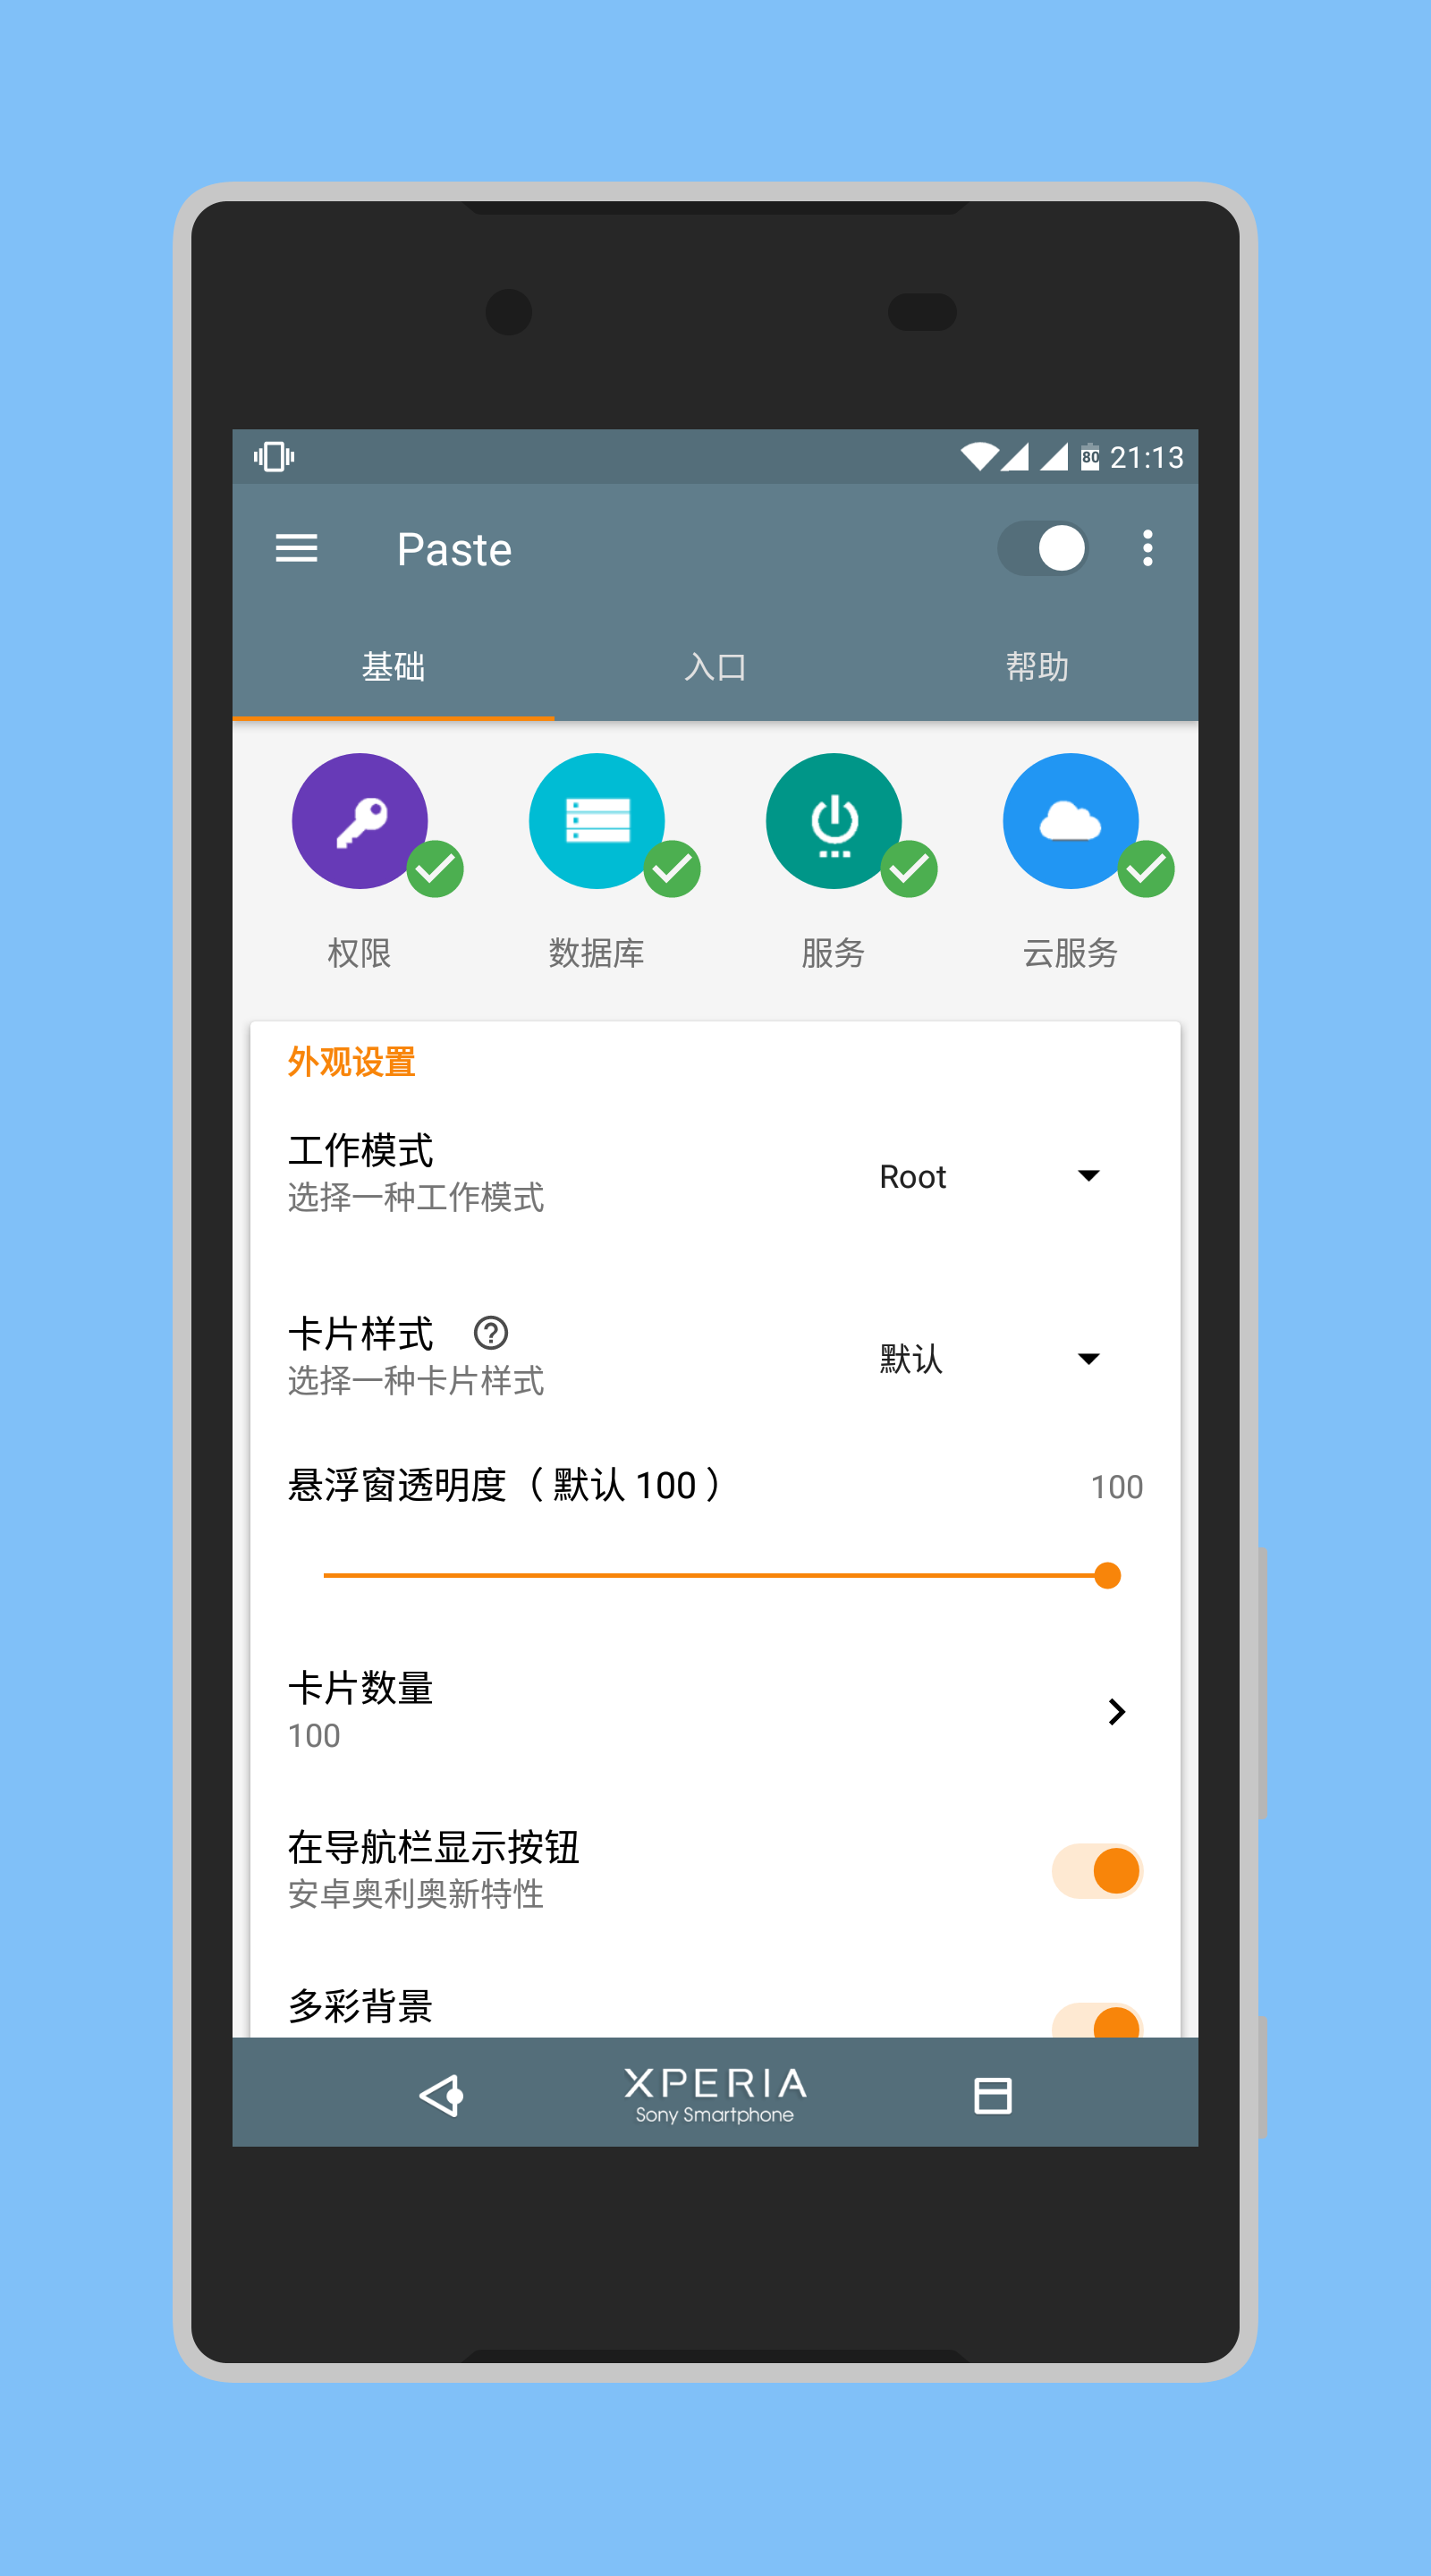 80 21:13
Paste
基础 入口 帮助
权限 数据库 服务 云服务
外观设置
工作模式
选择一种工作模式
Root
卡片样式
选择一种卡片样式
默认
悬浮窗透明度（ 默认 100 ） 100
卡片数量
100
在导航栏显示按钮
安卓奥利奥新特性
多彩背景
XPERIA
Sony Smartphone